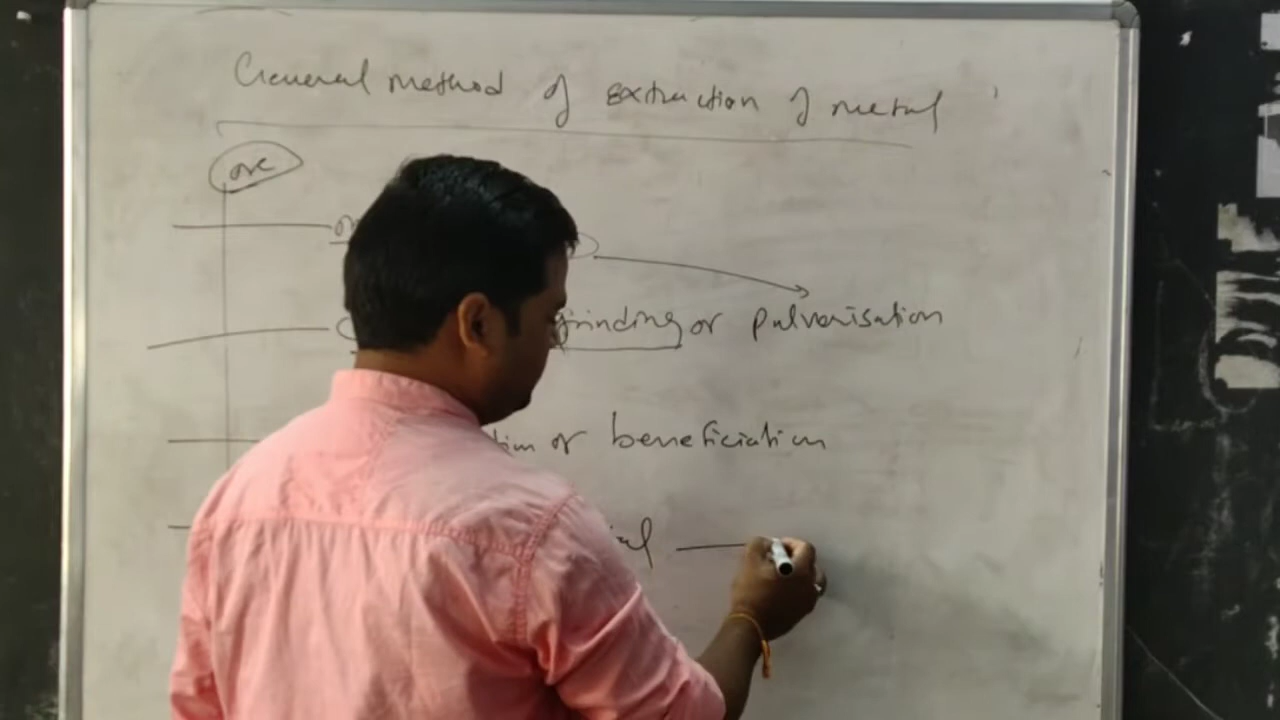 General method of extraction of metal
ore
grinding or pulverisation
or beneficiation